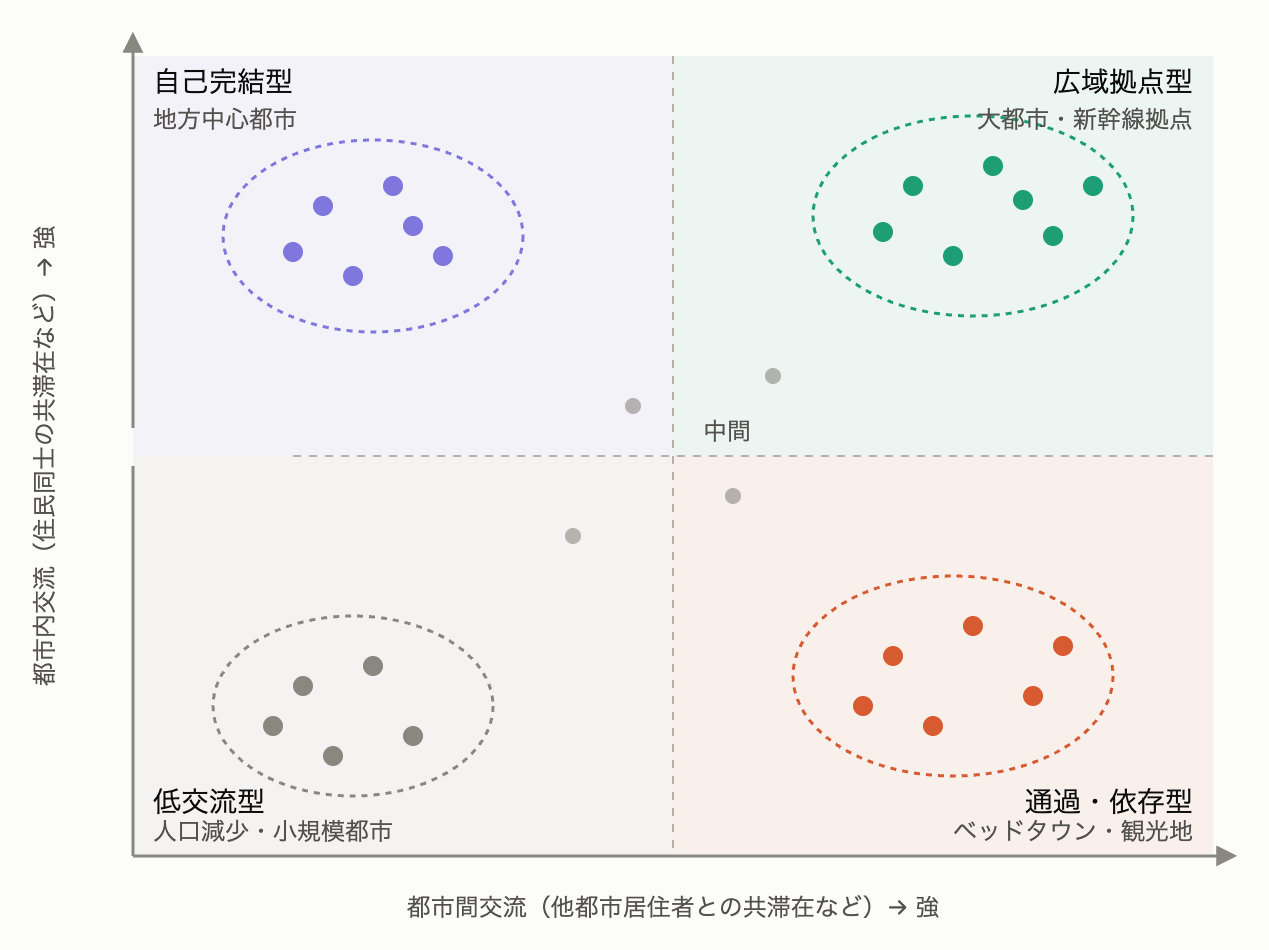 自己完結型
地方中心都市
広域拠点型
大都市・新幹線拠点
中間
都市内交流（住民同士の共滞在など）→ 強
低交流型
人口減少・小規模都市
通過・依存型
ベッドタウン・観光地
都市間交流（他都市居住者との共滞在など）→ 強